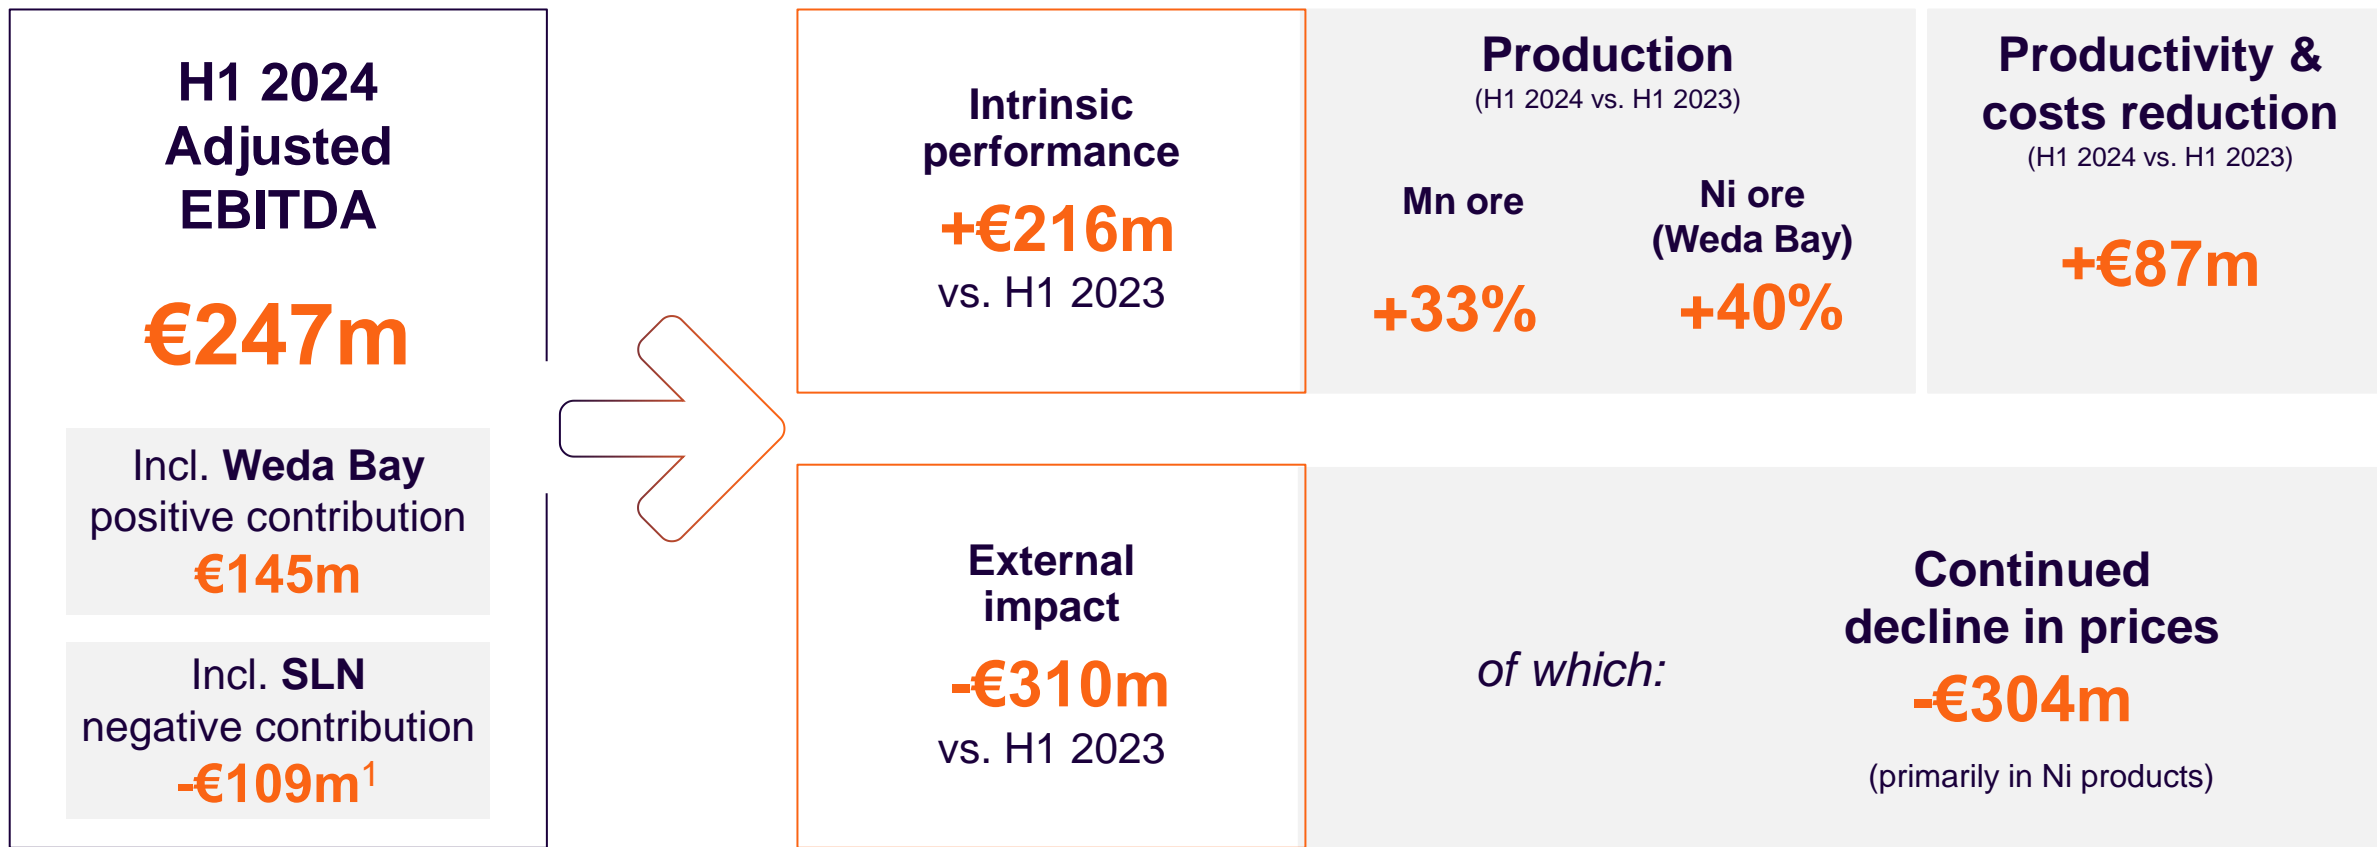 H1 2024
Adjusted
EBITDA
€247m
Incl. Weda Bay
positive contribution
€145m
Incl. SLN
negative contribution
-€109m¹
Intrinsic
performance
+€216m
vs. H1 2023
Production
(H1 2024 vs. H1 2023)
Mn ore
+33%
Ni ore
(Weda Bay)
+40%
Productivity &
costs reduction
(H1 2024 vs. H1 2023)
+€87m
External
impact
-€310m
vs. H1 2023
of which:
Continued
decline in prices
-€304m
(primarily in Ni products)